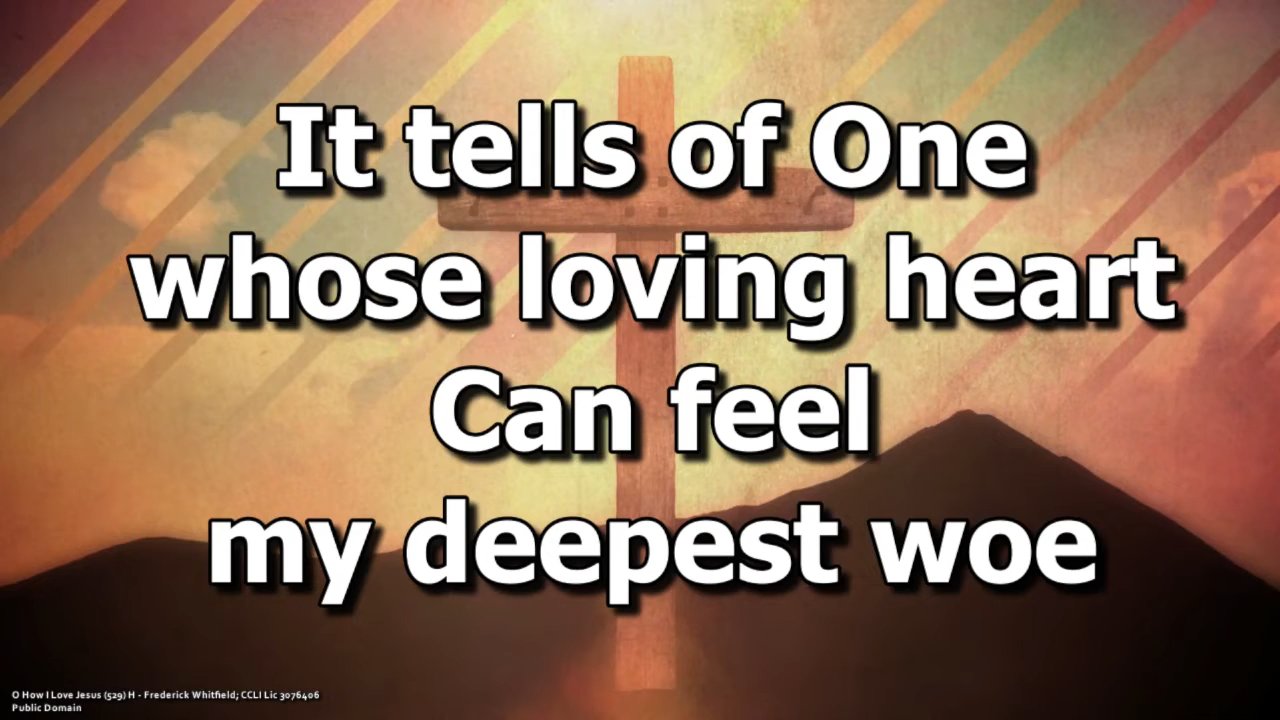 It tells of One
whose loving heart
Can feel
my deepest woe
O How I Love Jesus (529) H - Frederick Whitfield; CCLI Lic 3076406
Public Domain